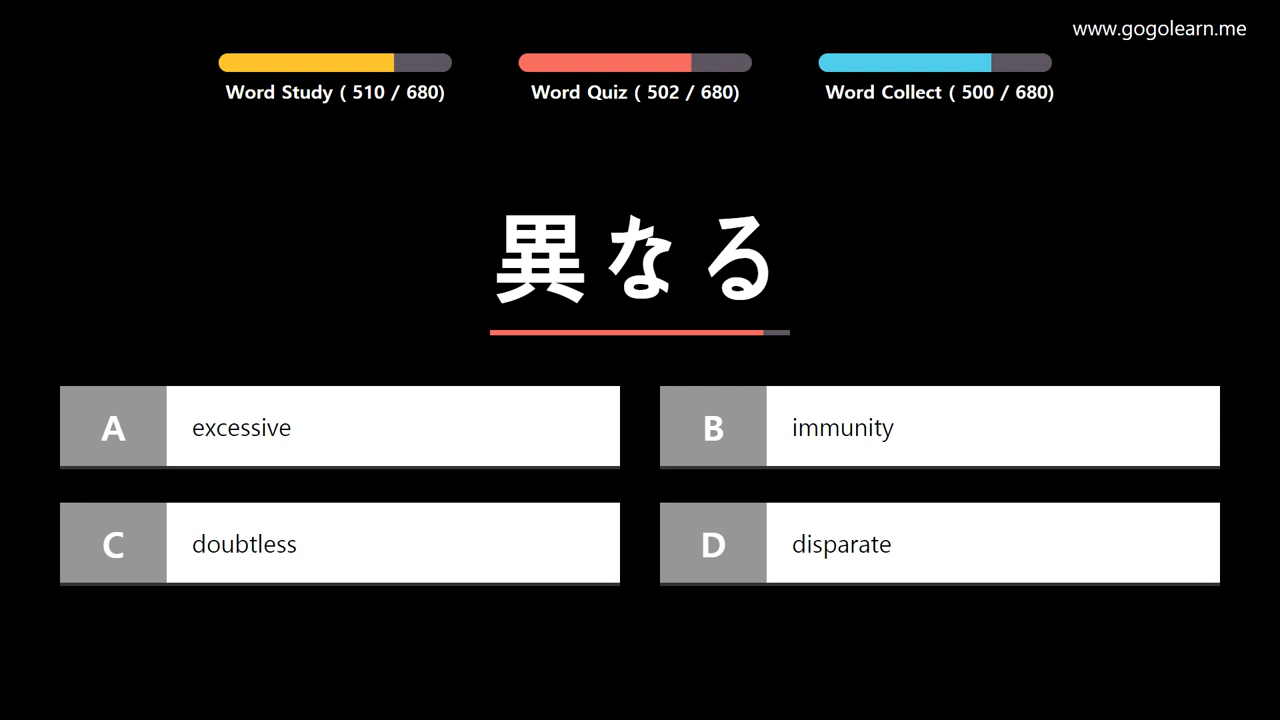 www.gogolearn.me
Word Study ( 510 / 680)
Word Quiz ( 502 / 680)
Word Collect ( 500 / 680)
異なる
A excessive
B immunity
C doubtless
D disparate